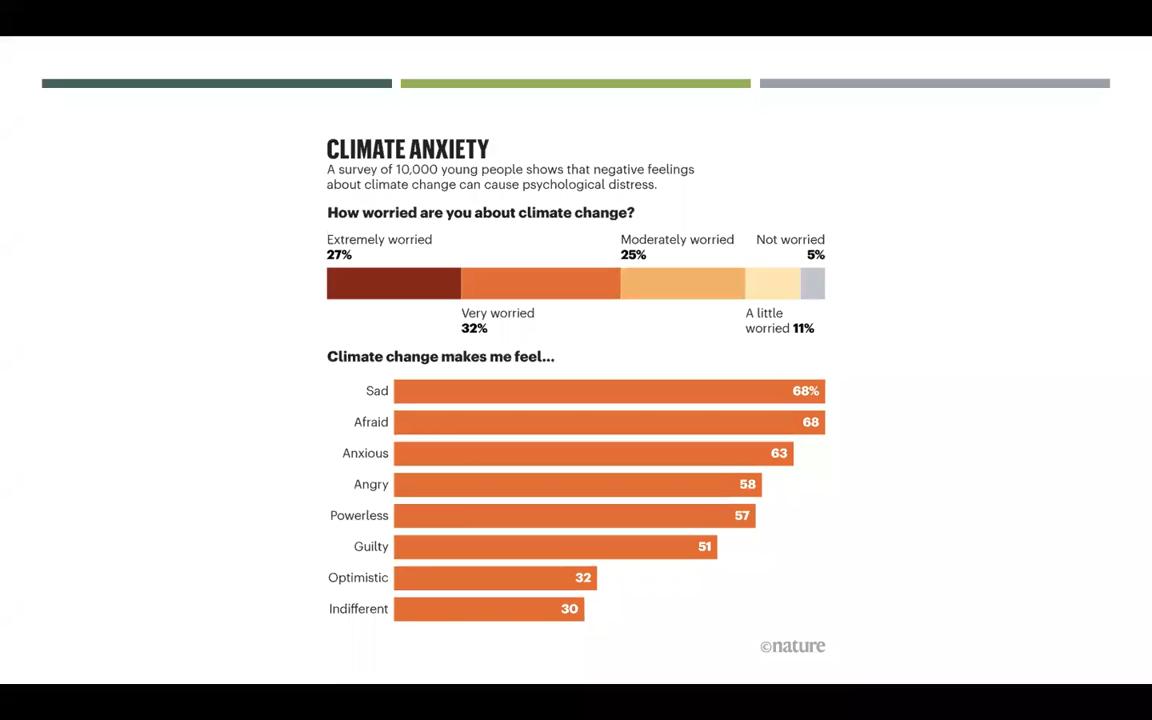 CLIMATE ANXIETY
A survey of 10,000 young people shows that negative feelings
about climate change can cause psychological distress.
How worried are you about climate change?
Extremely worried
27%
Moderately worried
25%
Not worried
5%
Very worried
32%
A little
worried 11%
Climate change makes me feel...
Sad 68%
Afraid 68
Anxious 63
Angry 58
Powerless 57
Guilty 51
Optimistic 32
Indifferent 30
©nature